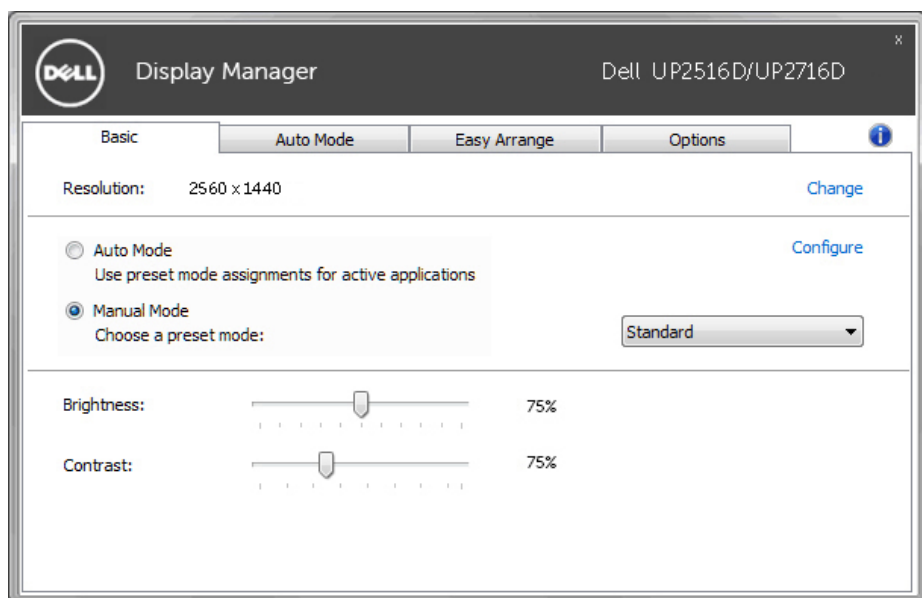 DELL
Display Manager
Dell UP2516D/UP2716D
x
Basic
Auto Mode
Easy Arrange
Options
i
Resolution: 2560 x 1440
Change
Auto Mode
Configure
Use preset mode assignments for active applications
Manual Mode
Choose a preset mode:
Standard
Brightness: 75%
Contrast: 75%